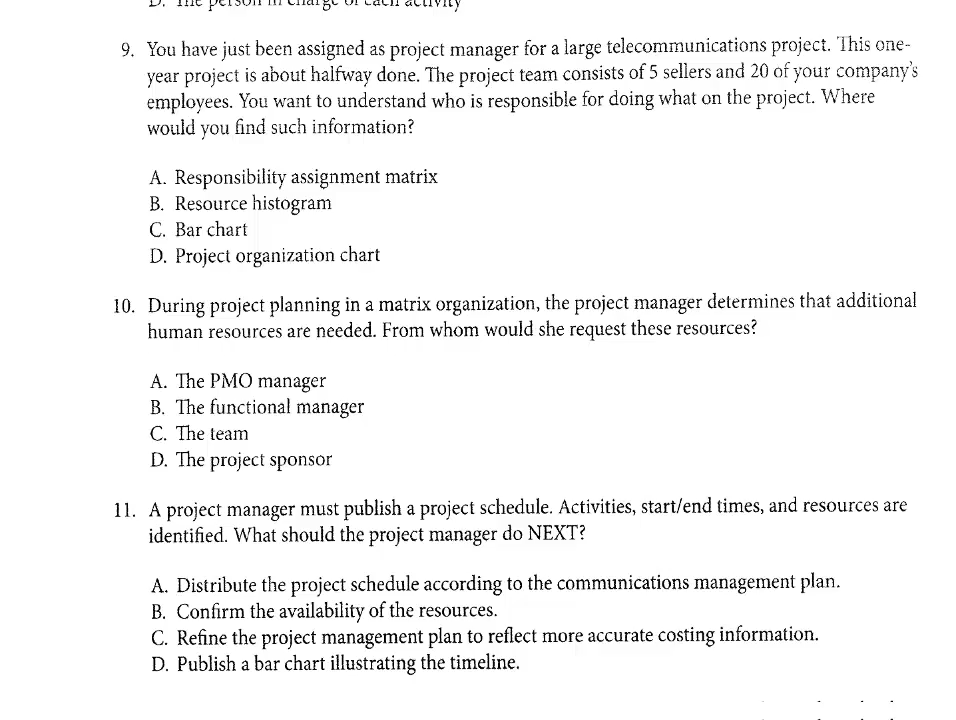 D. The person in charge of each activity
9. You have just been assigned as project manager for a large telecommunications project. This one-
year project is about halfway done. The project team consists of 5 sellers and 20 of your company's
employees. You want to understand who is responsible for doing what on the project. Where
would you find such information?
A. Responsibility assignment matrix
B. Resource histogram
C. Bar chart
D. Project organization chart
10. During project planning in a matrix organization, the project manager determines that additional
human resources are needed. From whom would she request these resources?
A. The PMO manager
B. The functional manager
C. The team
D. The project sponsor
11. A project manager must publish a project schedule. Activities, start/end times, and resources are
identified. What should the project manager do NEXT?
A. Distribute the project schedule according to the communications management plan.
B. Confirm the availability of the resources.
C. Refine the project management plan to reflect more accurate costing information.
D. Publish a bar chart illustrating the timeline.